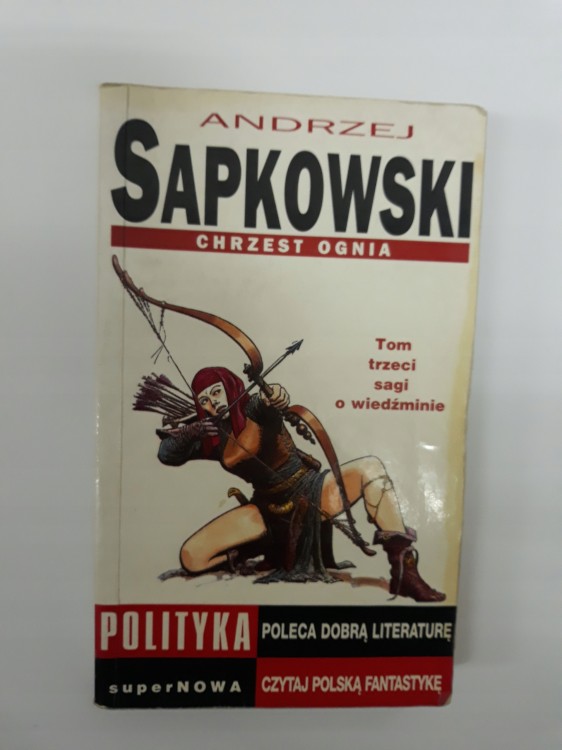 ANDRZEJ
SAPKOWSKI
CHRZEST OGNIA
Tom
trzeci
sagi
o wiedźminie
POLITYKA
POLECA DOBRĄ LITERATURĘ
superNOWA
CZYTAJ POLSKĄ FANTASTYKĘ